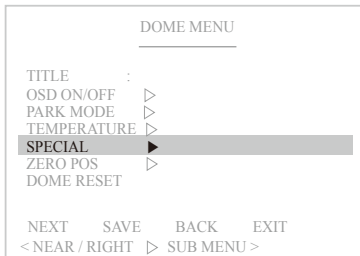 DOME MENU
TITLE :
OSD ON/OFF ▷
PARK MODE ▷
TEMPERATURE ▷
SPECIAL ▶
ZERO POS ▷
DOME RESET
NEXT SAVE BACK EXIT
< NEAR / RIGHT ▷ SUB MENU >